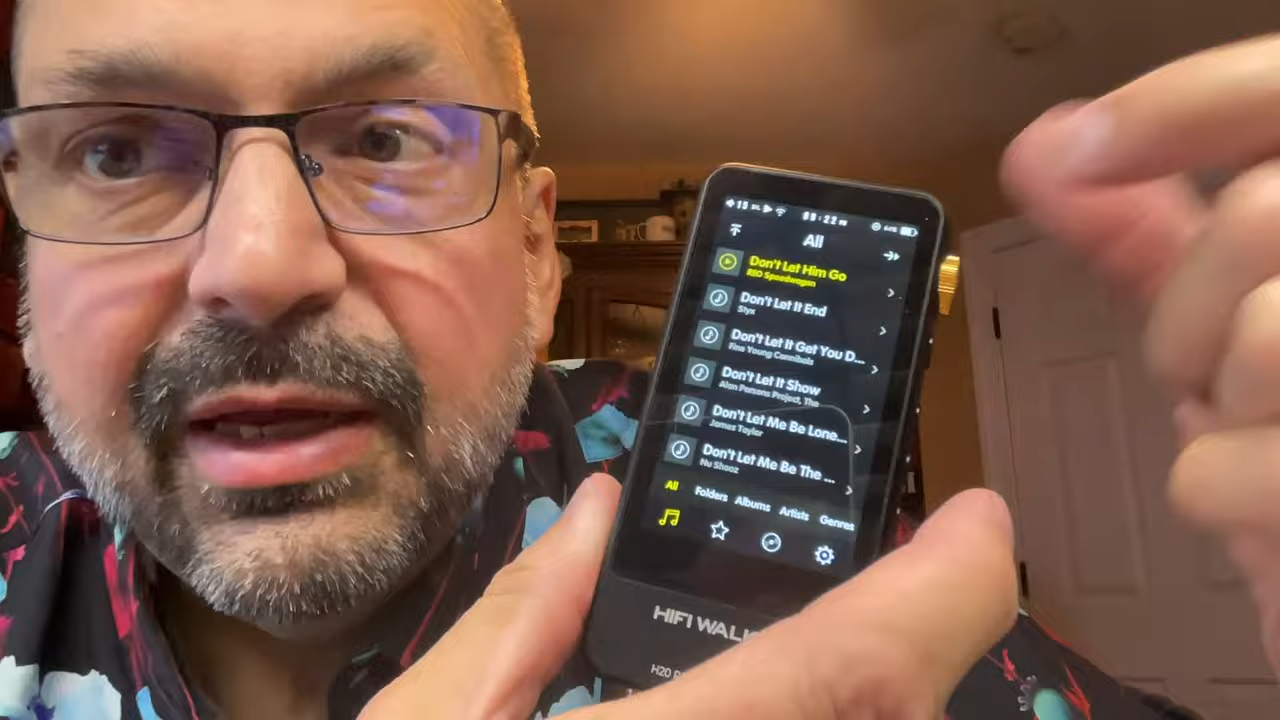 All
Don't Let Him Go
REO Speedwagon
Don't Let It End
Styx
Don't Let It Get You D...
Fine Young Cannibals
Don't Let It Show
Alan Parsons Project, The
Don't Let Me Be Lone...
James Taylor
Don't Let Me Be The ...
Nu Shooz
All Folders Albums Artists Genres
HIFI
H20